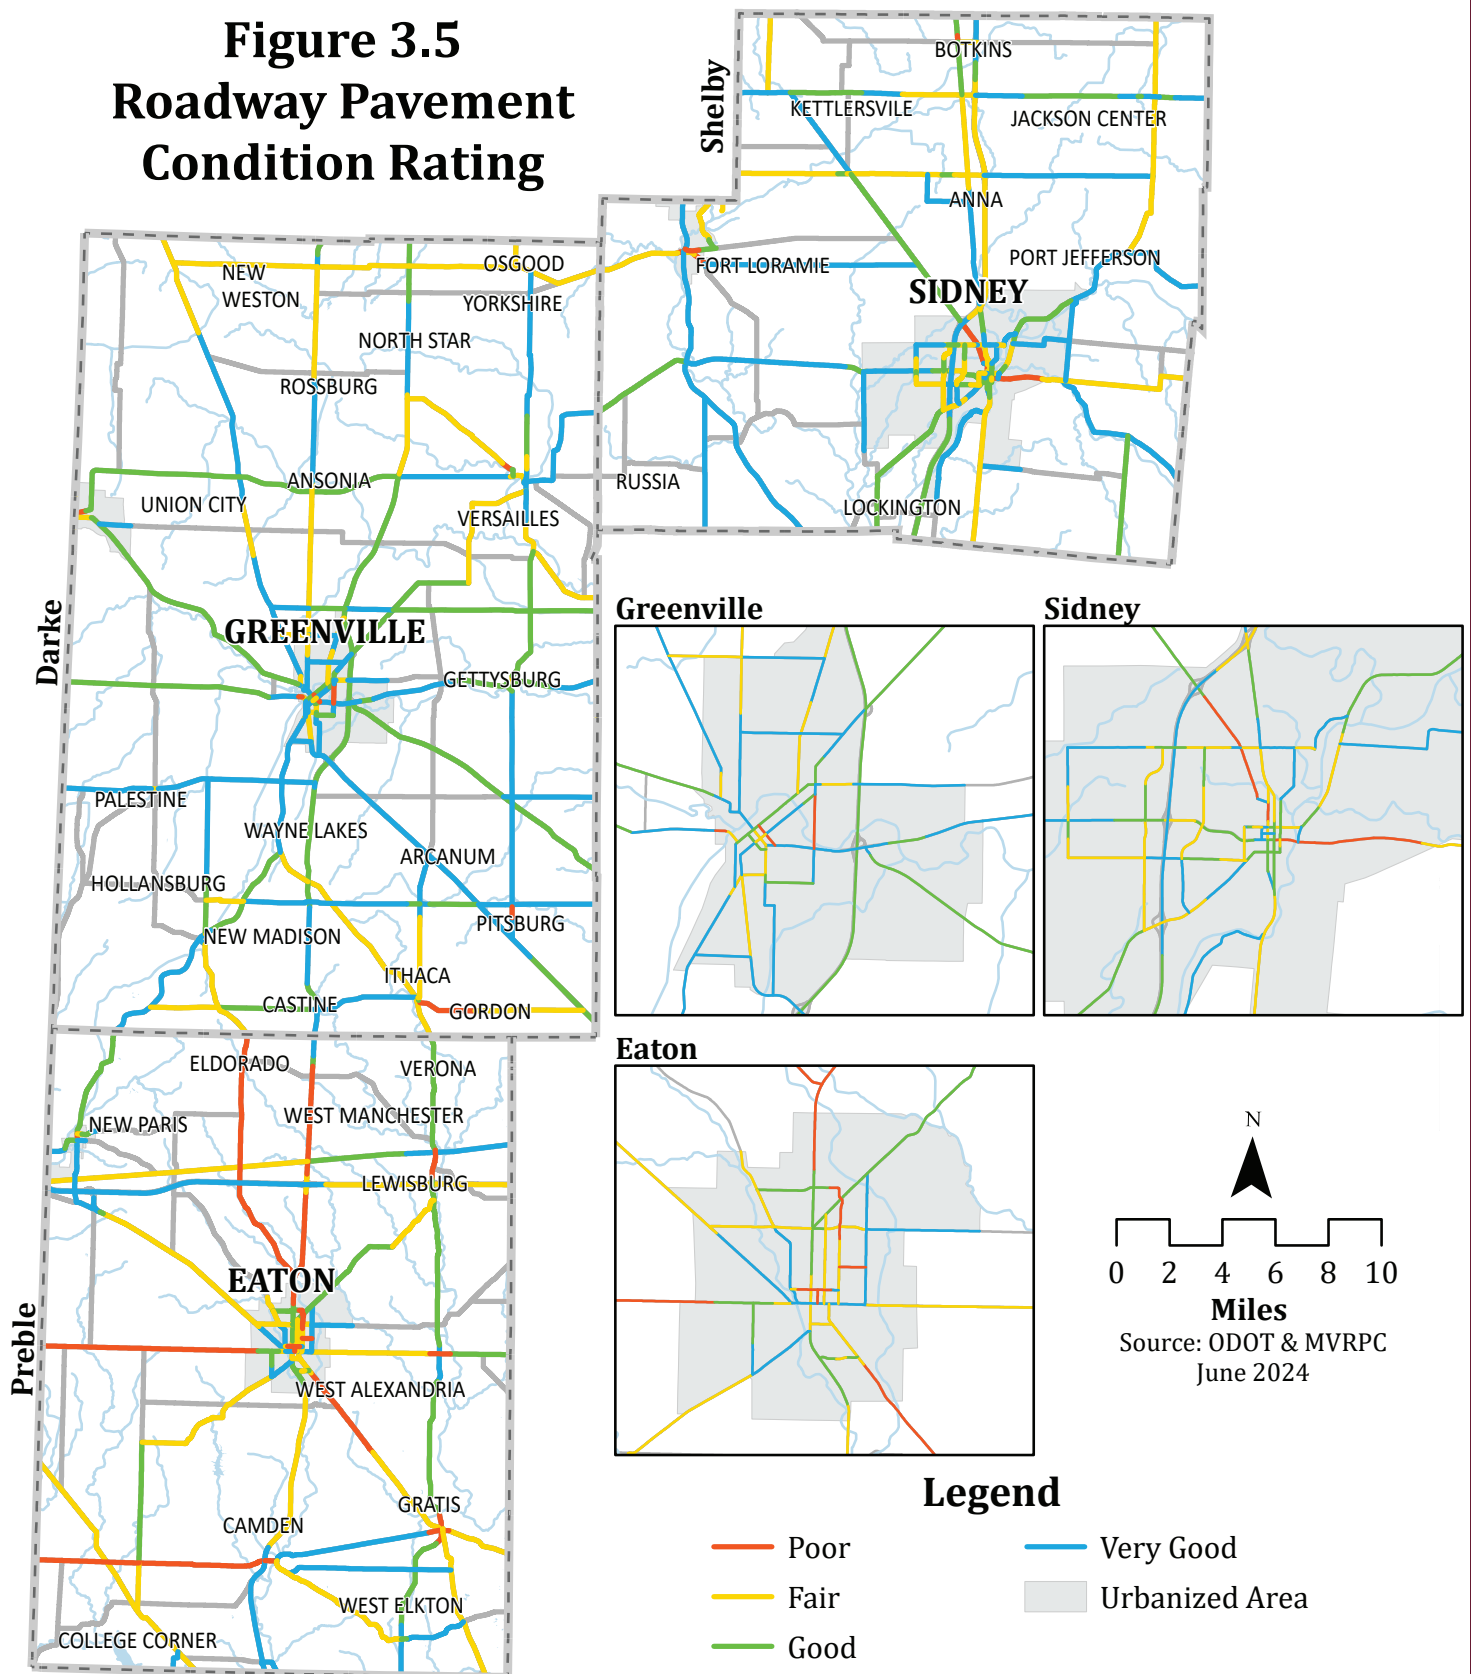 Figure 3.5
Roadway Pavement
Condition Rating
Shelby
BOTKINS
KETTLERSVILE
JACKSON CENTER
ANNA
PORT JEFFERSON
FORT LORAMIE
SIDNEY
RUSSIA
LOCKINGTON
Darke
NEW
WESTON
OSGOOD
YORKSHIRE
NORTH STAR
ROSSBURG
ANSONIA
UNION CITY
VERSAILLES
GREENVILLE
GETTYSBURG
PALESTINE
WAYNE LAKES
ARCANUM
HOLLANSBURG
PITSBURG
NEW MADISON
ITHACA
CASTINE
GORDON
Preble
ELDORADO
VERONA
WEST MANCHESTER
NEW PARIS
LEWISBURG
EATON
WEST ALEXANDRIA
GRATIS
CAMDEN
WEST ELKTON
COLLEGE CORNER
Greenville
Sidney
Eaton
N
0 2 4 6 8 10
Miles
Source: ODOT & MVRPC
June 2024
Legend
Poor
Fair
Good
Very Good
Urbanized Area